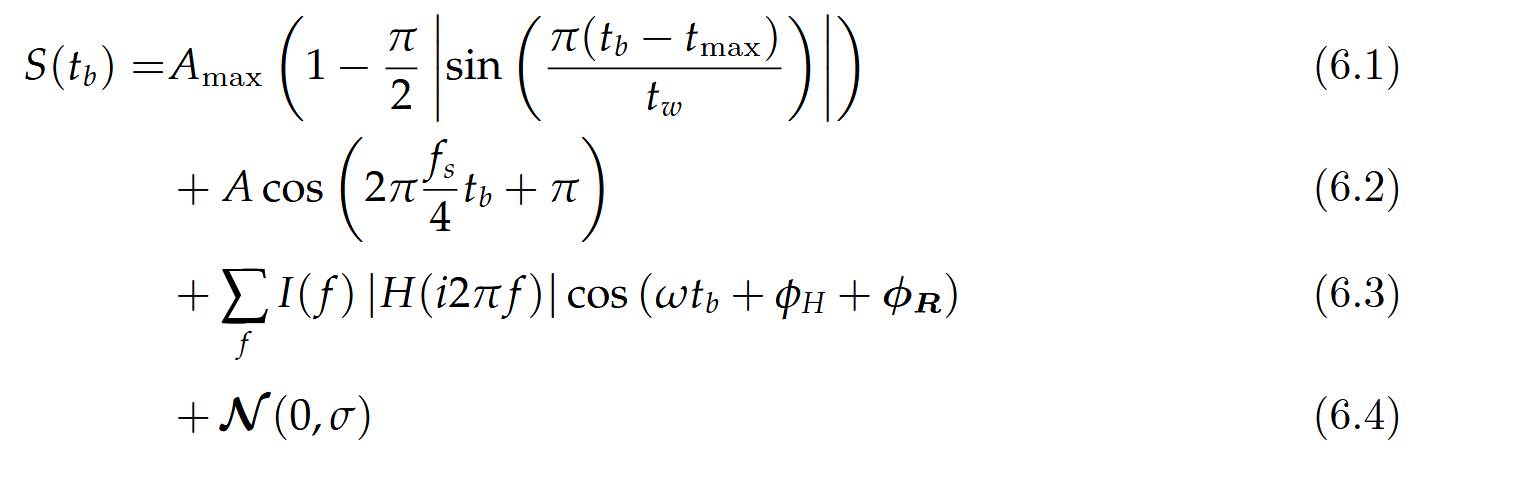 S(t_b) = A_max (1 − π/2 |sin(π(t_b − t_max)/t_w)|) (6.1)
+ A cos(2π f_s/4 t_b + π) (6.2)
+ ∑_f I(f) |H(i2πf)| cos(ωt_b + ϕ_H + ϕ_R) (6.3)
+ 𝓝(0, σ) (6.4)